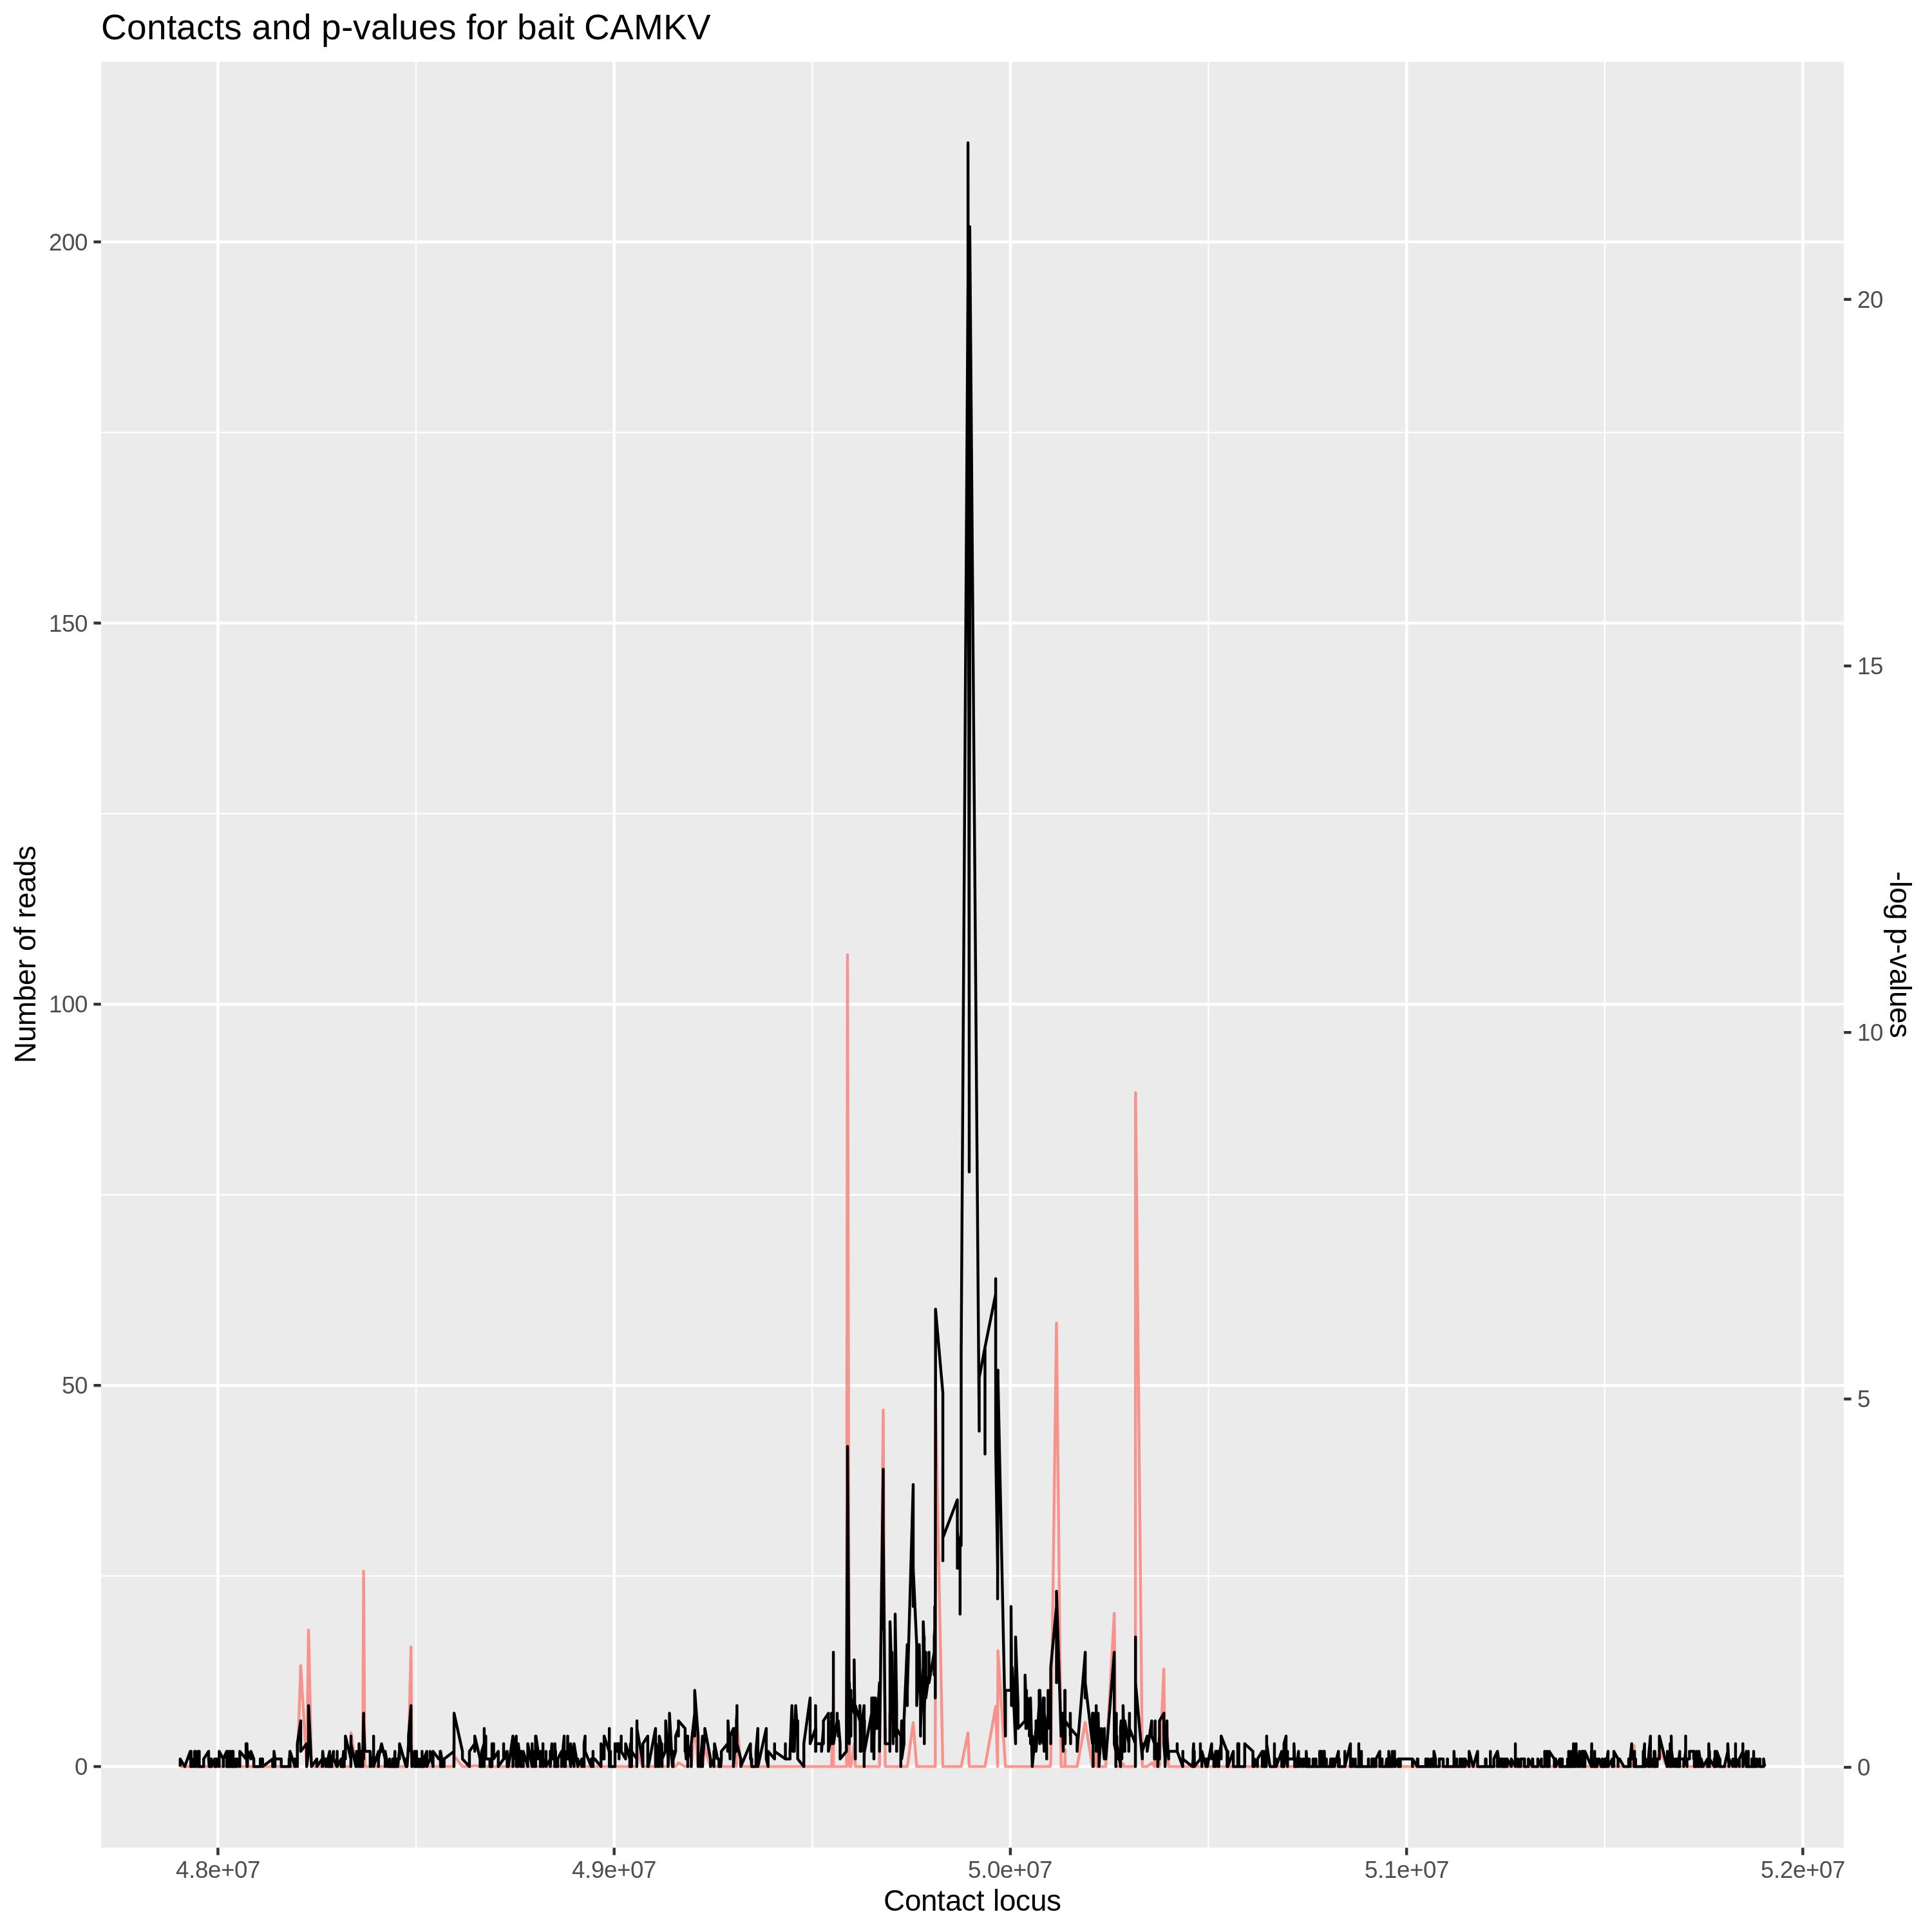 Contacts and p-values for bait CAMKV
200
150
100
50
0
Number of reads
20
15
10
5
0
-log p-values
4.8e+07
4.9e+07
5.0e+07
5.1e+07
5.2e+07
Contact locus